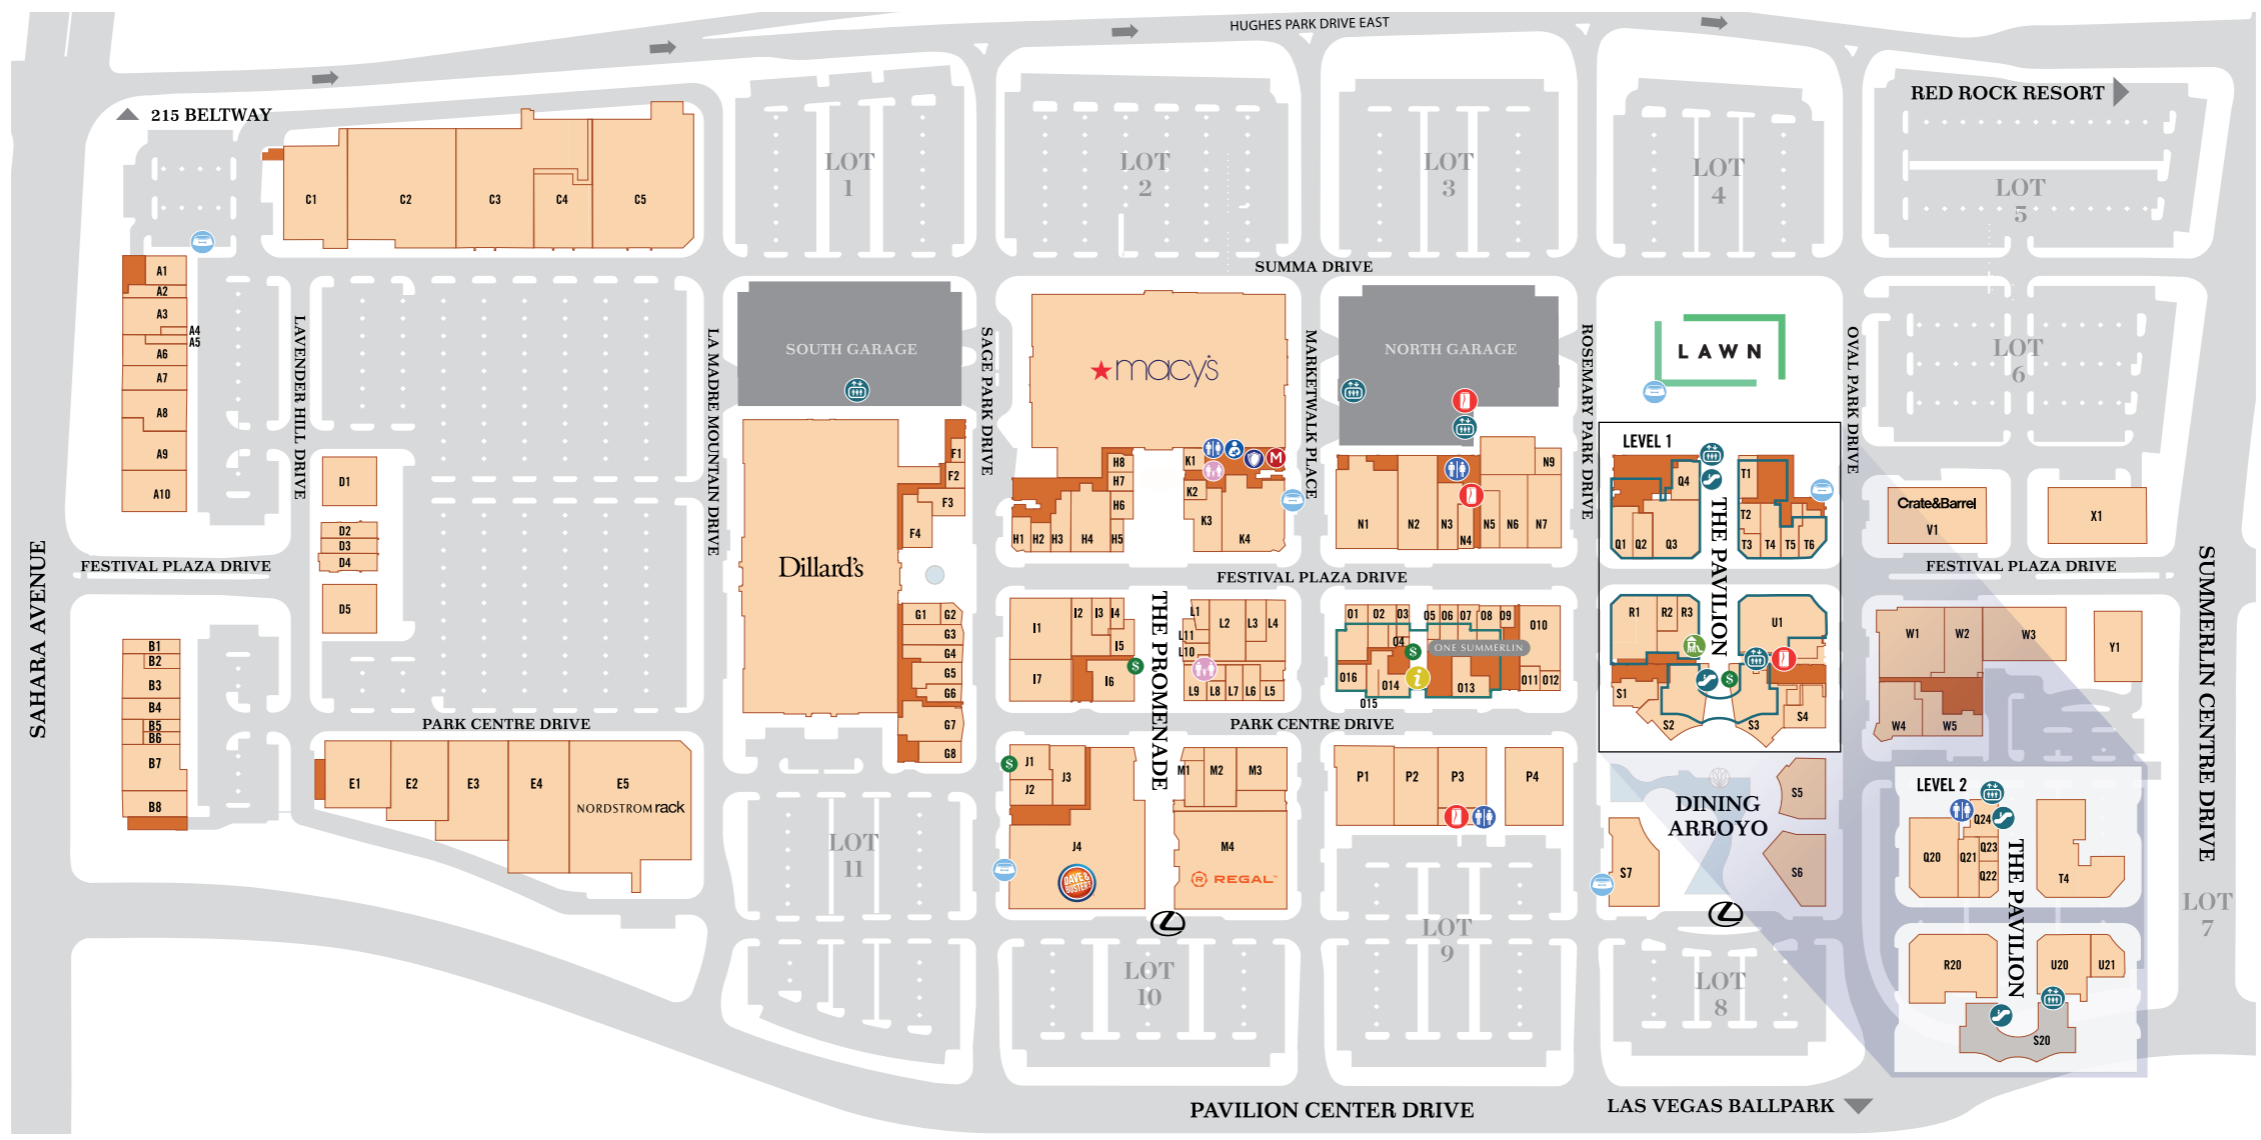 HUGHES PARK DRIVE EAST
215 BELTWAY
RED ROCK RESORT
LOT
1
LOT
2
LOT
3
LOT
4
LOT
5
C1
C2
C3
C4
C5
SUMMA DRIVE
A1
A2
A3
A4
A5
A6
A7
A8
A9
A10
LAVENDER HILL DRIVE
LA MADRE MOUNTAIN DRIVE
SOUTH GARAGE
SAGE PARK DRIVE
macy's
MARKETWALK PLACE
NORTH GARAGE
ROSEMARY PARK DRIVE
LAWN
OVAL PARK DRIVE
LOT
6
D1
D2
D3
D4
D5
Dillard's
F1
F2
F3
F4
H8
H7
H6
H1
H2
H3
H4
H5
K1
K2
K3
K4
M
N9
N1
N2
N3
N4
N5
N6
N7
LEVEL 1
Q4
Q1
Q2
Q3
THE PAVILION
T1
T2
T3
T4
T5
T6
Crate&Barrel
V1
X1
SAHARA AVENUE
FESTIVAL PLAZA DRIVE
FESTIVAL PLAZA DRIVE
FESTIVAL PLAZA DRIVE
SUMMERLIN CENTRE DRIVE
B1
B2
B3
B4
B5
B6
B7
B8
G1
G2
G3
G4
G5
G6
G7
G8
I1
I2
I3
I4
I5
I6
I7
$
THE PROMENADE
L1
L2
L3
L4
L11
L10
L9
L8
L7
L6
L5
O1
O2
O3
O4
O5
O6
O7
O8
O9
O10
ONE SUMMERLIN
$
i
O16
O14
O15
O13
O11
O12
R1
R2
R3
U1
$
S1
S2
S3
S4
W1
W2
W3
W4
W5
Y1
PARK CENTRE DRIVE
PARK CENTRE DRIVE
E1
E2
E3
E4
E5
NORDSTROM rack
LOT
11
$
J1
J2
J3
J4
DAVE & BUSTER'S
M1
M2
M3
M4
R REGAL
P1
P2
P3
P4
DINING
ARROYO
S5
S6
S7
LEVEL 2
Q24
Q20
Q21
Q23
Q22
THE PAVILION
T4
R20
U20
U21
S20
LOT
7
LOT
9
LOT
10
LOT
8
PAVILION CENTER DRIVE
LAS VEGAS BALLPARK